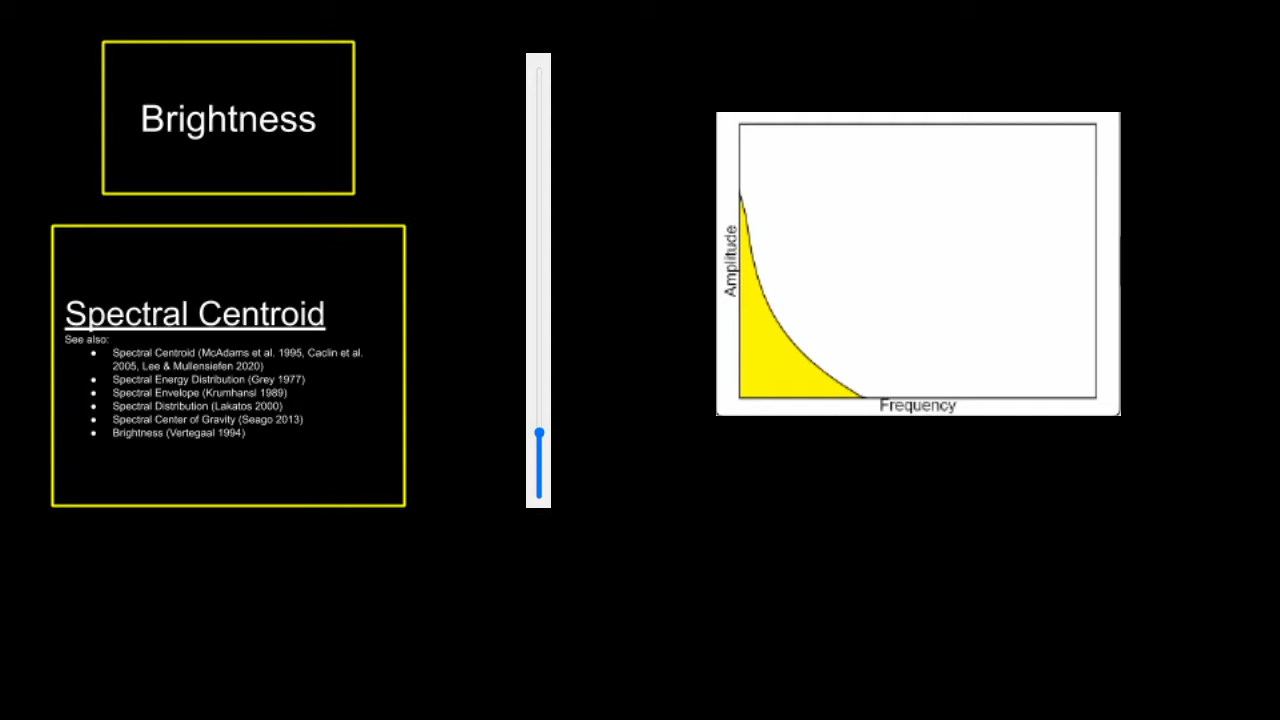 Brightness
Spectral Centroid
See also:
● Spectral Centroid (McAdams et al. 1995, Caclin et al.
2005, Lee & Mullensiefen 2020)
● Spectral Energy Distribution (Grey 1977)
● Spectral Envelope (Krumhansl 1989)
● Spectral Distribution (Lakatos 2000)
● Spectral Center of Gravity (Seago 2013)
● Brightness (Vertegaal 1994)
Amplitude
Frequency